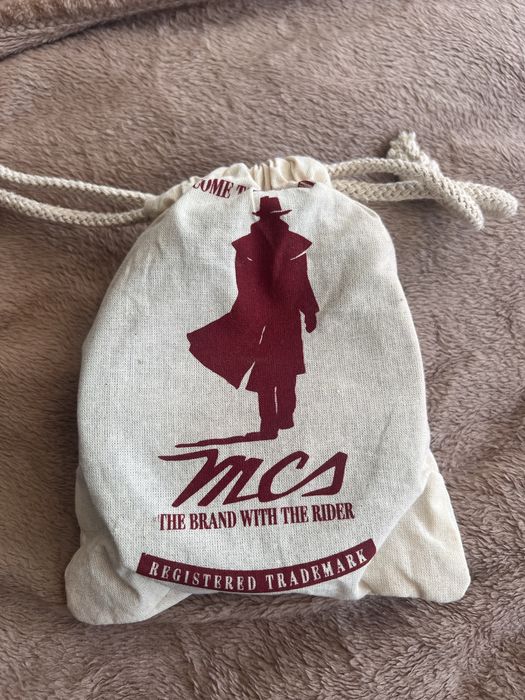 MCS
THE BRAND WITH THE RIDER
REGISTERED TRADEMARK